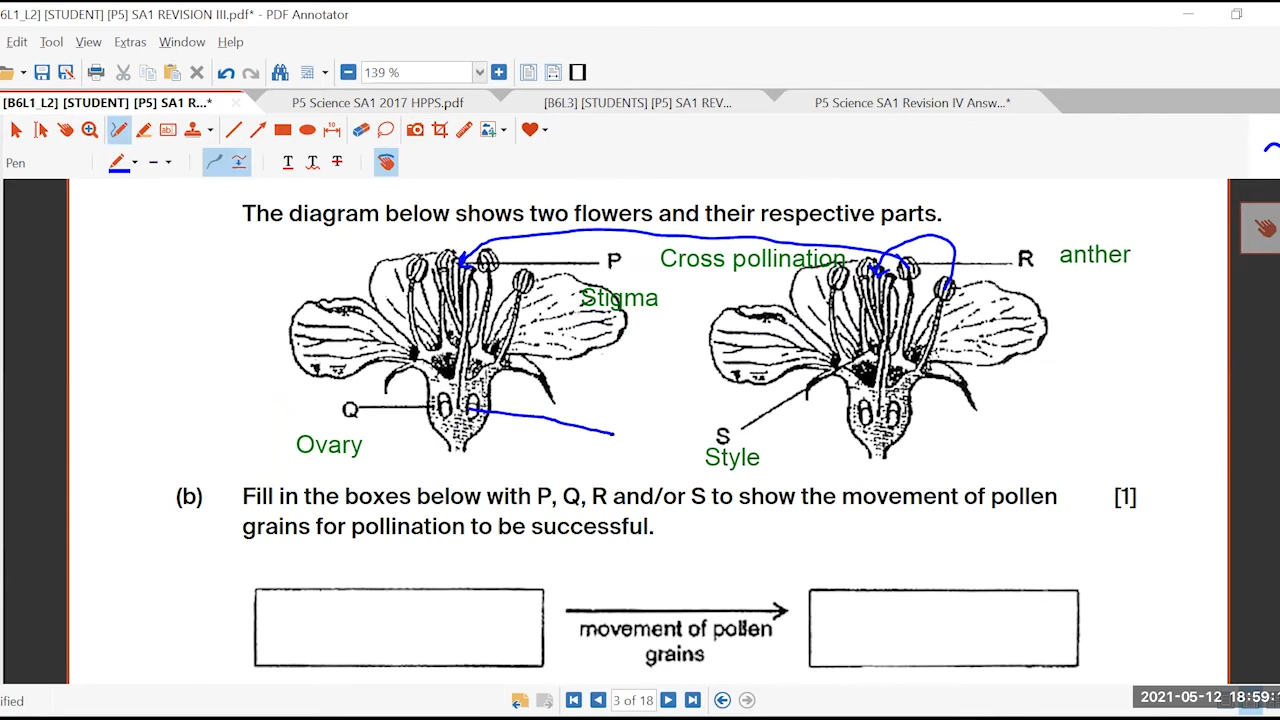 6L1_L2] [STUDENT] [P5] SA1 REVISION III.pdf* - PDF Annotator
Edit Tool View Extras Window Help
139 %
[B6L1_L2] [STUDENT] [P5] SA1 R...* P5 Science SA1 2017 HPPS.pdf [B6L3] [STUDENTS] [P5] SA1 REV... P5 Science SA1 Revision IV Answ...*
Pen
The diagram below shows two flowers and their respective parts.
P Cross pollination R anther
Stigma
Q
Ovary
S
Style
(b) Fill in the boxes below with P, Q, R and/or S to show the movement of pollen [1]
grains for pollination to be successful.
movement of pollen
grains
ified 3 of 18 2021-05-12 18:59:1